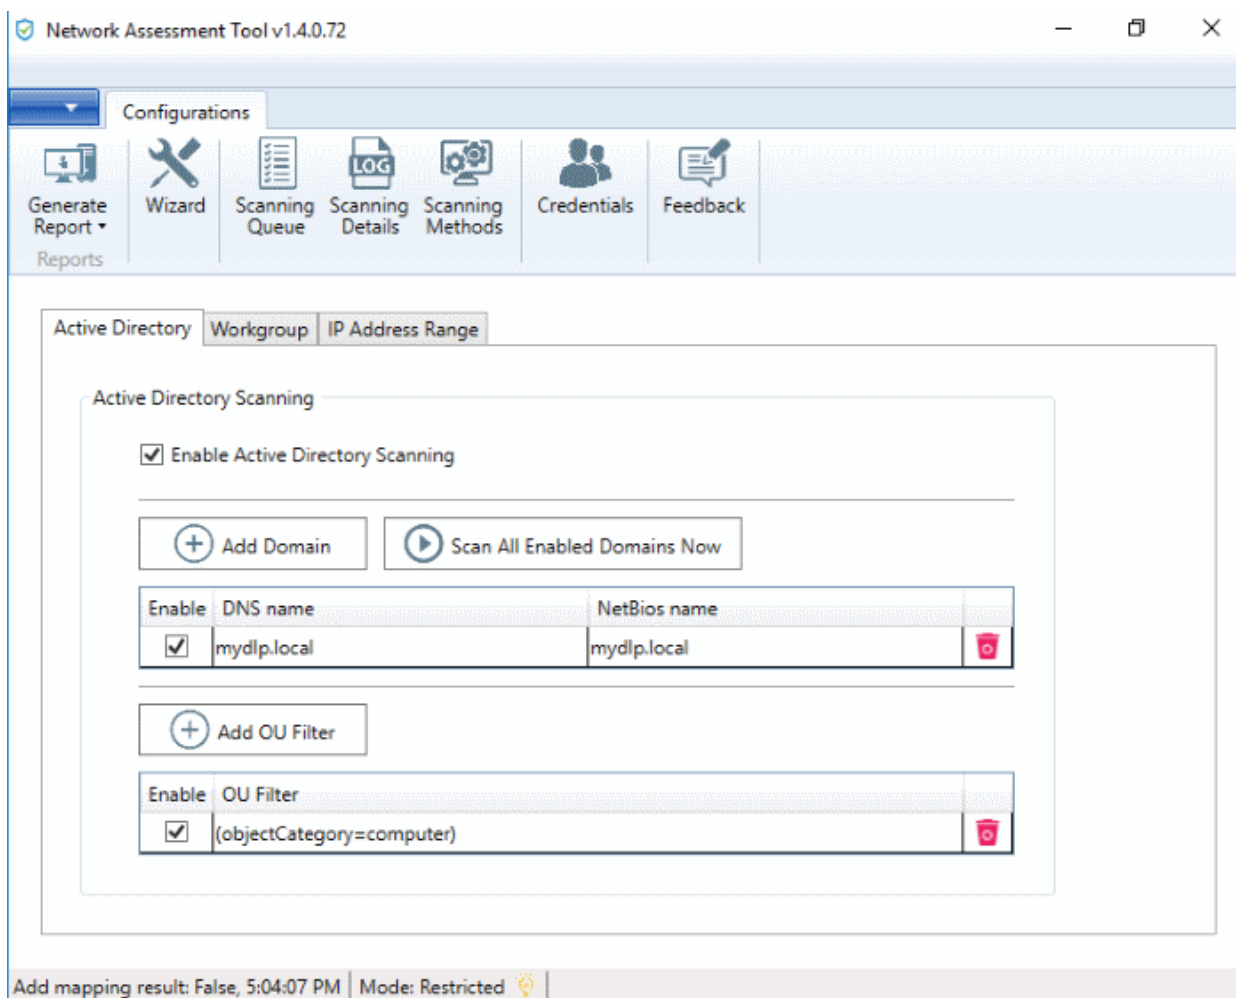 Network Assessment Tool v1.4.0.72
Configurations
Generate Report
Wizard
Scanning Queue
LOG
Scanning Details
Scanning Methods
Credentials
Feedback
Reports
Active Directory
Workgroup
IP Address Range
Active Directory Scanning
Enable Active Directory Scanning
Add Domain
Scan All Enabled Domains Now
Enable DNS name NetBios name
mydlp.local mydlp.local
Add OU Filter
Enable OU Filter
(objectCategory=computer)
Add mapping result: False, 5:04:07 PM Mode: Restricted